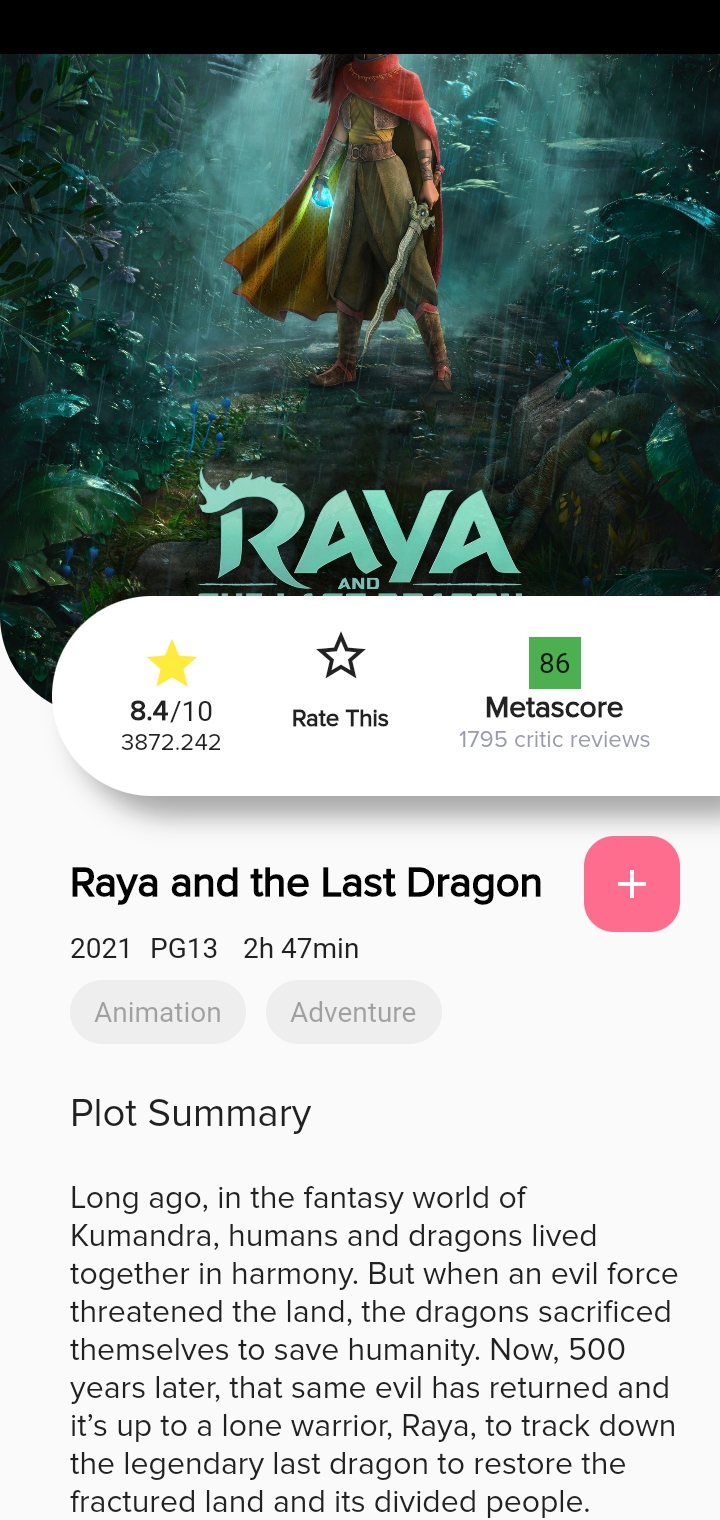 RAYA
AND
THE LAST DRAGON
8.4/10
3872.242
Rate This
86
Metascore
1795 critic reviews
Raya and the Last Dragon
+
2021 PG13 2h 47min
Animation Adventure
Plot Summary
Long ago, in the fantasy world of
Kumandra, humans and dragons lived
together in harmony. But when an evil force
threatened the land, the dragons sacrificed
themselves to save humanity. Now, 500
years later, that same evil has returned and
it’s up to a lone warrior, Raya, to track down
the legendary last dragon to restore the
fractured land and its divided people.